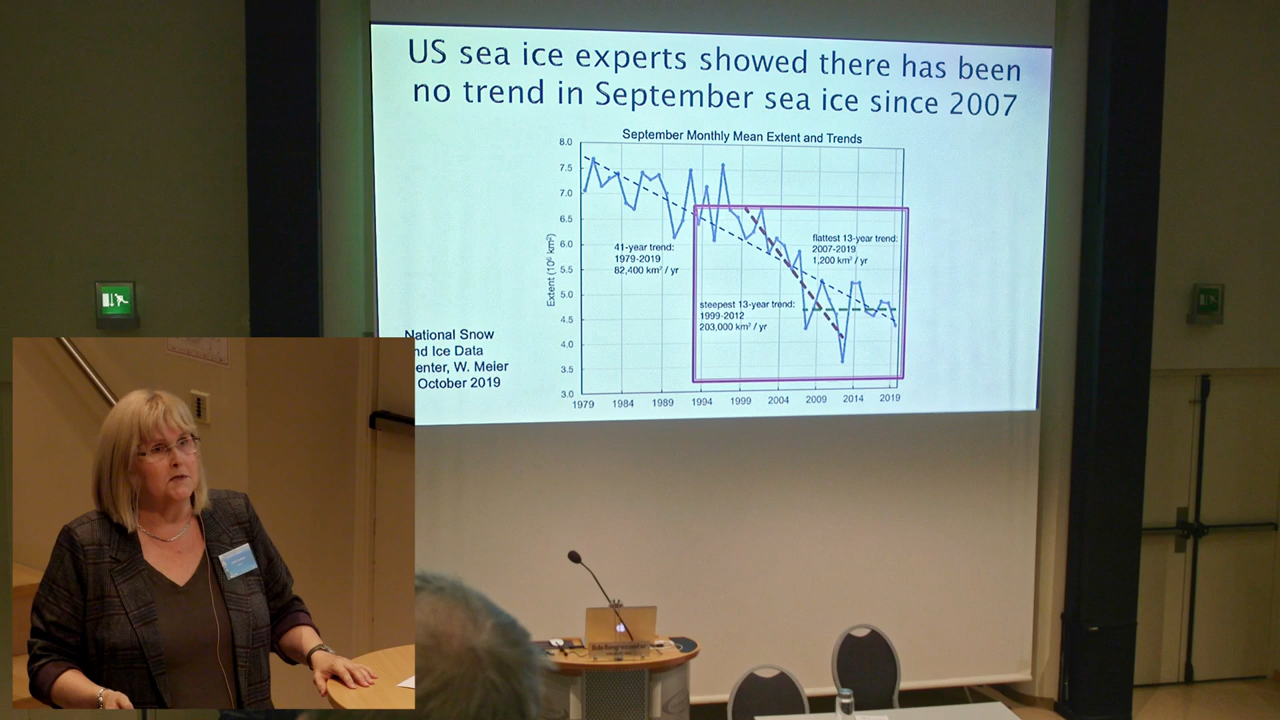 US sea ice experts showed there has been
no trend in September sea ice since 2007
September Monthly Mean Extent and Trends
8.0
7.5
7.0
6.5
6.0
5.5
5.0
4.5
4.0
3.5
3.0
Extent (10⁶ km²)
1979 1984 1989 1994 1999 2004 2009 2014 2019
41-year trend:
1979-2019
82,400 km² / yr
flattest 13-year trend:
2007-2019
1,200 km² / yr
steepest 13-year trend:
1999-2012
203,000 km² / yr
National Snow
nd Ice Data
enter, W. Meier
October 2019